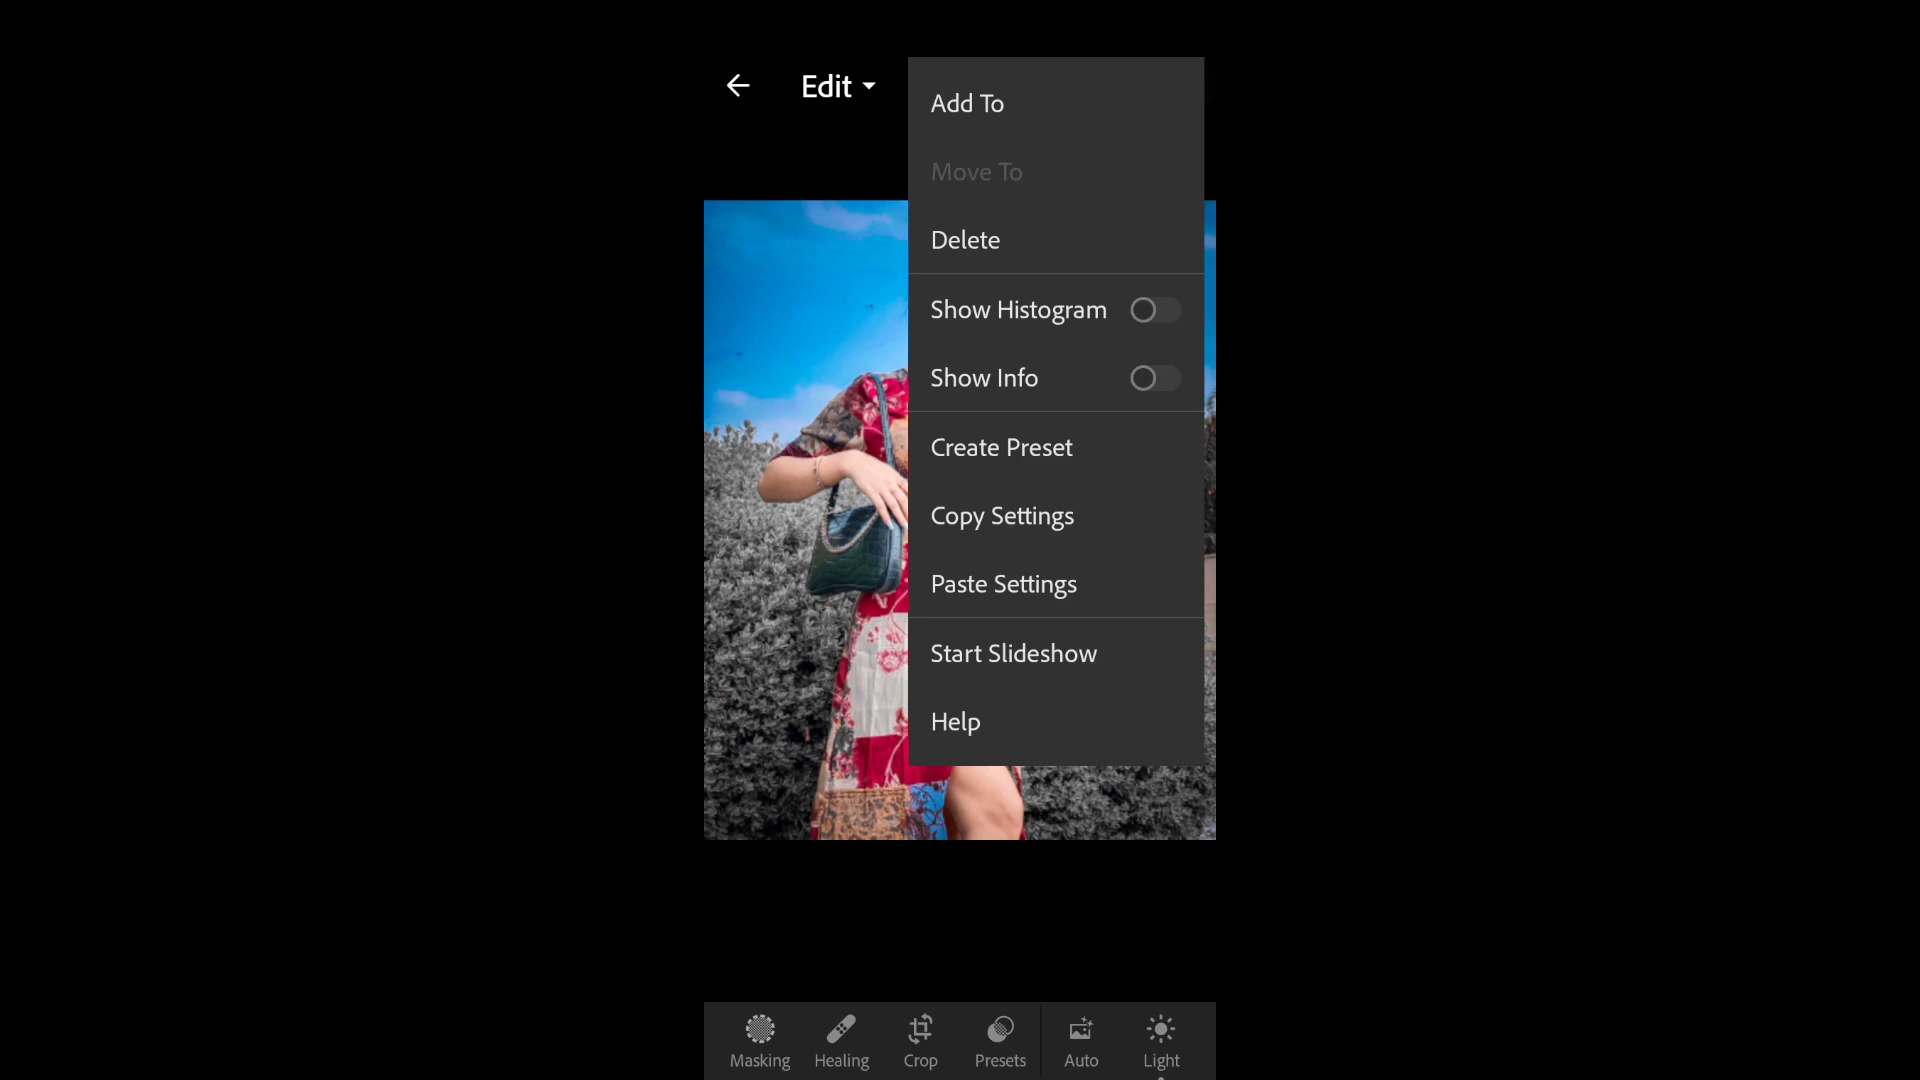 Edit
Add To
Move To
Delete
Show Histogram
Show Info
Create Preset
Copy Settings
Paste Settings
Start Slideshow
Help
Masking
Healing
Crop
Presets
Auto
Light